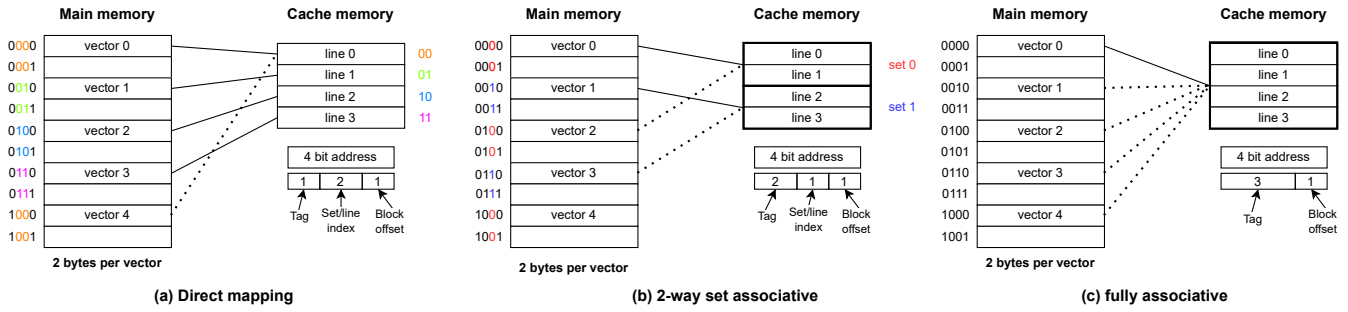 Main memory
Cache memory
0000
vector 0
0001
0010
vector 1
0011
0100
vector 2
0101
0110
vector 3
0111
1000
vector 4
1001
line 0
00
line 1
01
line 2
10
line 3
11
4 bit address
1 2 1
Tag
Set/line
index
Block
offset
2 bytes per vector
(a) Direct mapping
Main memory
Cache memory
0000
vector 0
0001
0010
vector 1
0011
0100
vector 2
0101
0110
vector 3
0111
1000
vector 4
1001
line 0
line 1
set 0
line 2
line 3
set 1
4 bit address
2 1 1
Tag
Set/line
index
Block
offset
2 bytes per vector
(b) 2-way set associative
Main memory
Cache memory
0000
vector 0
0001
0010
vector 1
0011
0100
vector 2
0101
0110
vector 3
0111
1000
vector 4
1001
line 0
line 1
line 2
line 3
4 bit address
3 1
Tag
Block
offset
2 bytes per vector
(c) fully associative